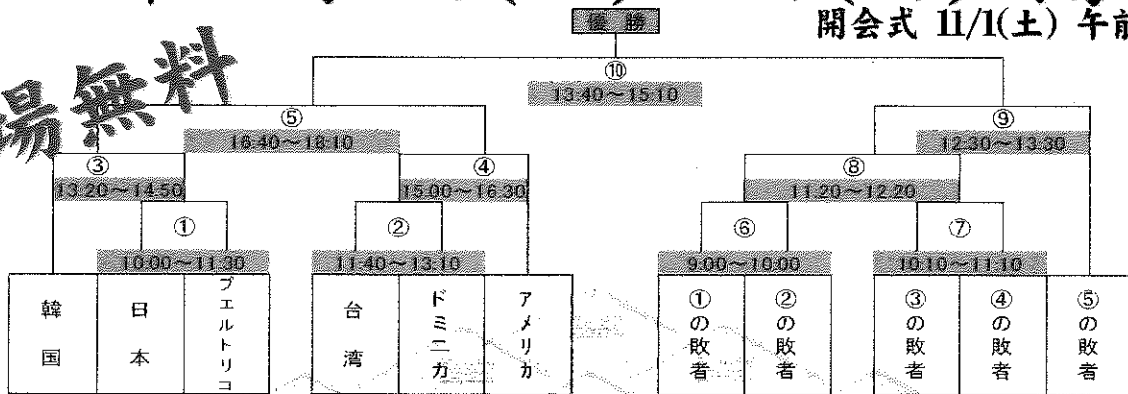 優勝
開会式 11/1(土) 午前
場無料
⑩
13:40～15:10
⑤
16:40～18:10
⑨
12:30～13:30
③
13:20～14:50
④
15:00～16:30
⑧
11:20～12:20
①
10:00～11:30
②
11:40～13:10
⑥
9:00～10:00
⑦
10:10～11:10
韓国
日本
プエルトリコ
台湾
ドミニカ
アメリカ
①の敗者
②の敗者
③の敗者
④の敗者
⑤の敗者